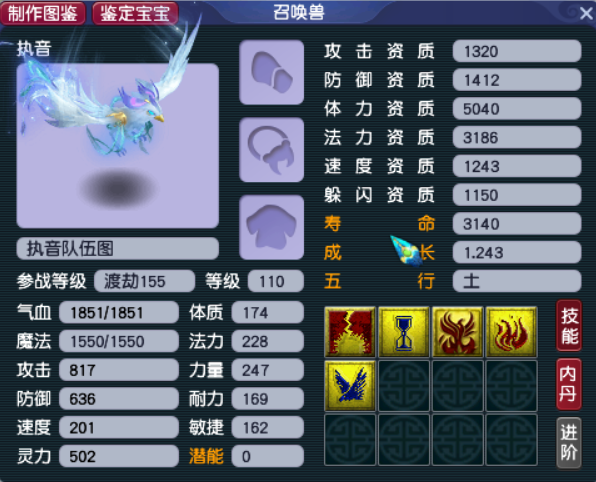 制作图鉴 鉴定宝宝 召唤兽
执音
执音队伍图
参战等级 渡劫155 等级 110
气血 1851/1851 体质 174
魔法 1550/1550 法力 228
攻击 817 力量 247
防御 636 耐力 169
速度 201 敏捷 162
灵力 502 潜能 0
攻击资质 1320
防御资质 1412
体力资质 5040
法力资质 3186
速度资质 1243
躲闪资质 1150
寿命 3140
成长 1.243
五行 土
技能
内丹
进阶